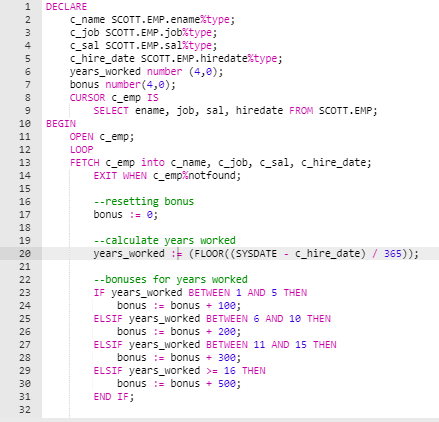 1 DECLARE
2 c_name SCOTT.EMP.ename%type;
3 c_job SCOTT.EMP.job%type;
4 c_sal SCOTT.EMP.sal%type;
5 c_hire_date SCOTT.EMP.hiredate%type;
6 years_worked number (4,0);
7 bonus number(4,0);
8 CURSOR c_emp IS
9 SELECT ename, job, sal, hiredate FROM SCOTT.EMP;
10 BEGIN
11 OPEN c_emp;
12 LOOP
13 FETCH c_emp into c_name, c_job, c_sal, c_hire_date;
14 EXIT WHEN c_emp%notfound;
15
16 --resetting bonus
17 bonus := 0;
18
19 --calculate years worked
20 years_worked := (FLOOR((SYSDATE - c_hire_date) / 365));
21
22 --bonuses for years worked
23 IF years_worked BETWEEN 1 AND 5 THEN
24 bonus := bonus + 100;
25 ELSIF years_worked BETWEEN 6 AND 10 THEN
26 bonus := bonus + 200;
27 ELSIF years_worked BETWEEN 11 AND 15 THEN
28 bonus := bonus + 300;
29 ELSIF years_worked >= 16 THEN
30 bonus := bonus + 500;
31 END IF;
32